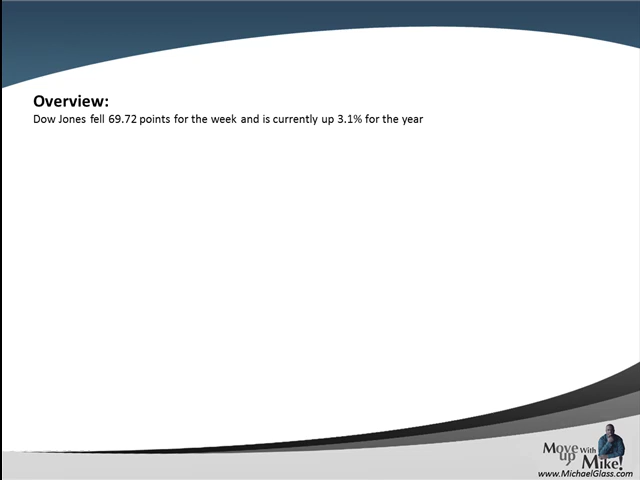 Overview:
Dow Jones fell 69.72 points for the week and is currently up 3.1% for the year
Move up With Mike!
www.MichaelGlass.com